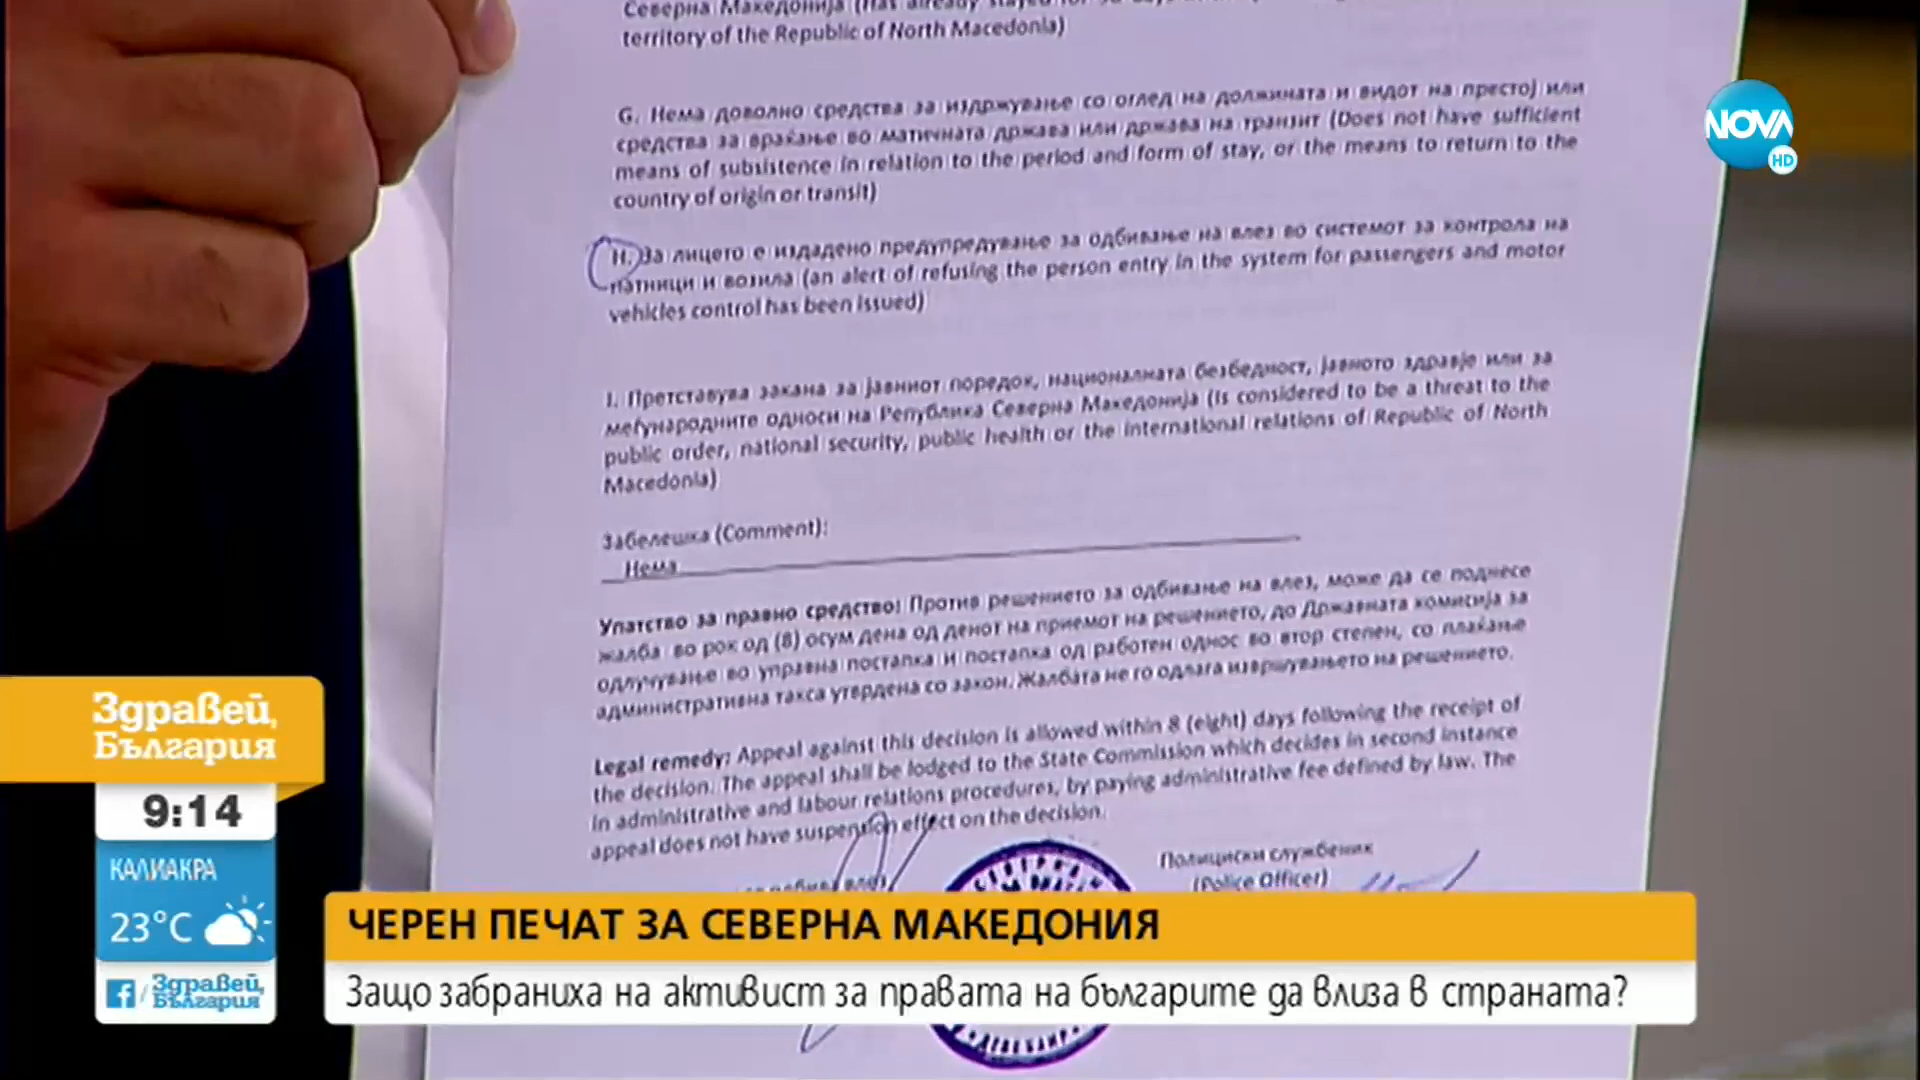 Северна Македонија (Has already stayed for
territory of the Republic of North Macedonia)
G. Нема доволно средства за издржување со оглед на должината и видот на престој или
средства за враќање во матичната држава или држава на транзит (Does not have sufficient
means of subsistence in relation to the period and form of stay, or the means to return to the
country of origin or transit)
H. За лицето е издадено предупредување за одбивање на влез во системот за контрола на
патници и возила (an alert of refusing the person entry in the system for passengers and motor
vehicles control has been issued)
I. Претставува закана за јавниот поредок, националната безбедност, јавното здравје или за
меѓународните односи на Република Северна Македонија (is considered to be a threat to the
public order, national security, public health or the international relations of Republic of North
Macedonia)
Забелешка (Comment):
Нема
Упатство за правно средство! Против решението за одбивање на влез, може да се поднесе
жалба во рок од (8) осум дена од денот на приемот на решението, до Државната комисија за
одлучување во управна постапка и постапка од работен однос во втор степен, со плаќање
административна такса утврдена со закон. Жалбата не го одлага извршувањето на решението.
Legal remedy: Appeal against this decision is allowed within 8 (eight) days following the receipt of
the decision. The appeal shall be lodged to the State Commission which decides in second instance
in administrative and labour relations procedures, by paying administrative fee defined by law. The
appeal does not have suspension effect on the decision.
Полициски службеник
(Police Officer)
NOVA
HD
Здравей,
България
9:14
КАЛИАКРА
23°C
f/Здравей,
България
ЧЕРЕН ПЕЧАТ ЗА СЕВЕРНА МАКЕДОНИЯ
Защо забраниха на активист за правата на българите да влиза в страната?